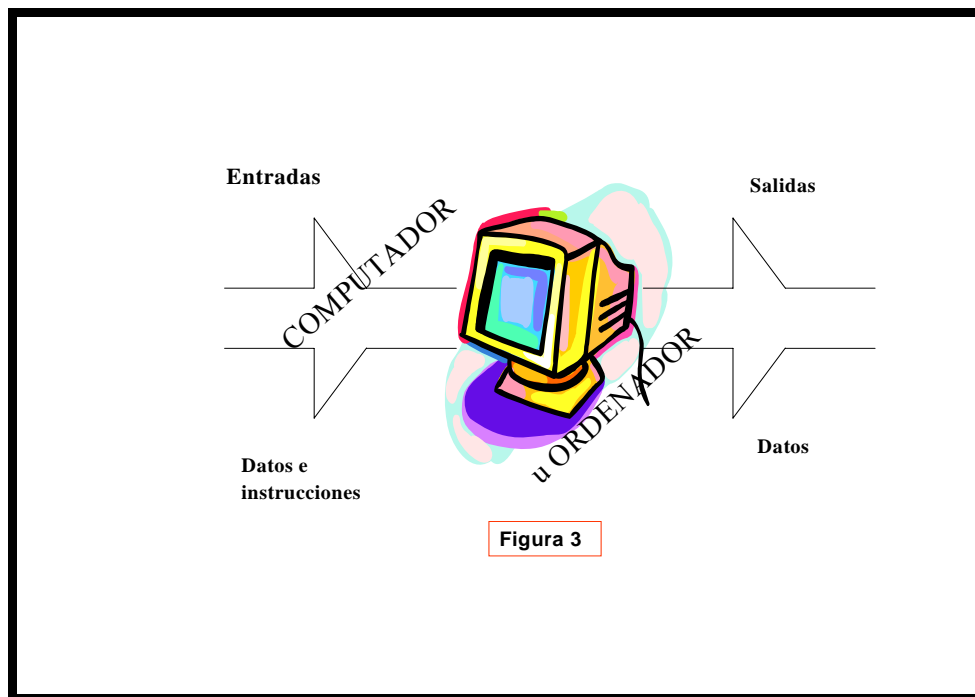 Entradas
Salidas
COMPUTADOR
u ORDENADOR
Datos e
instrucciones
Datos
Figura 3